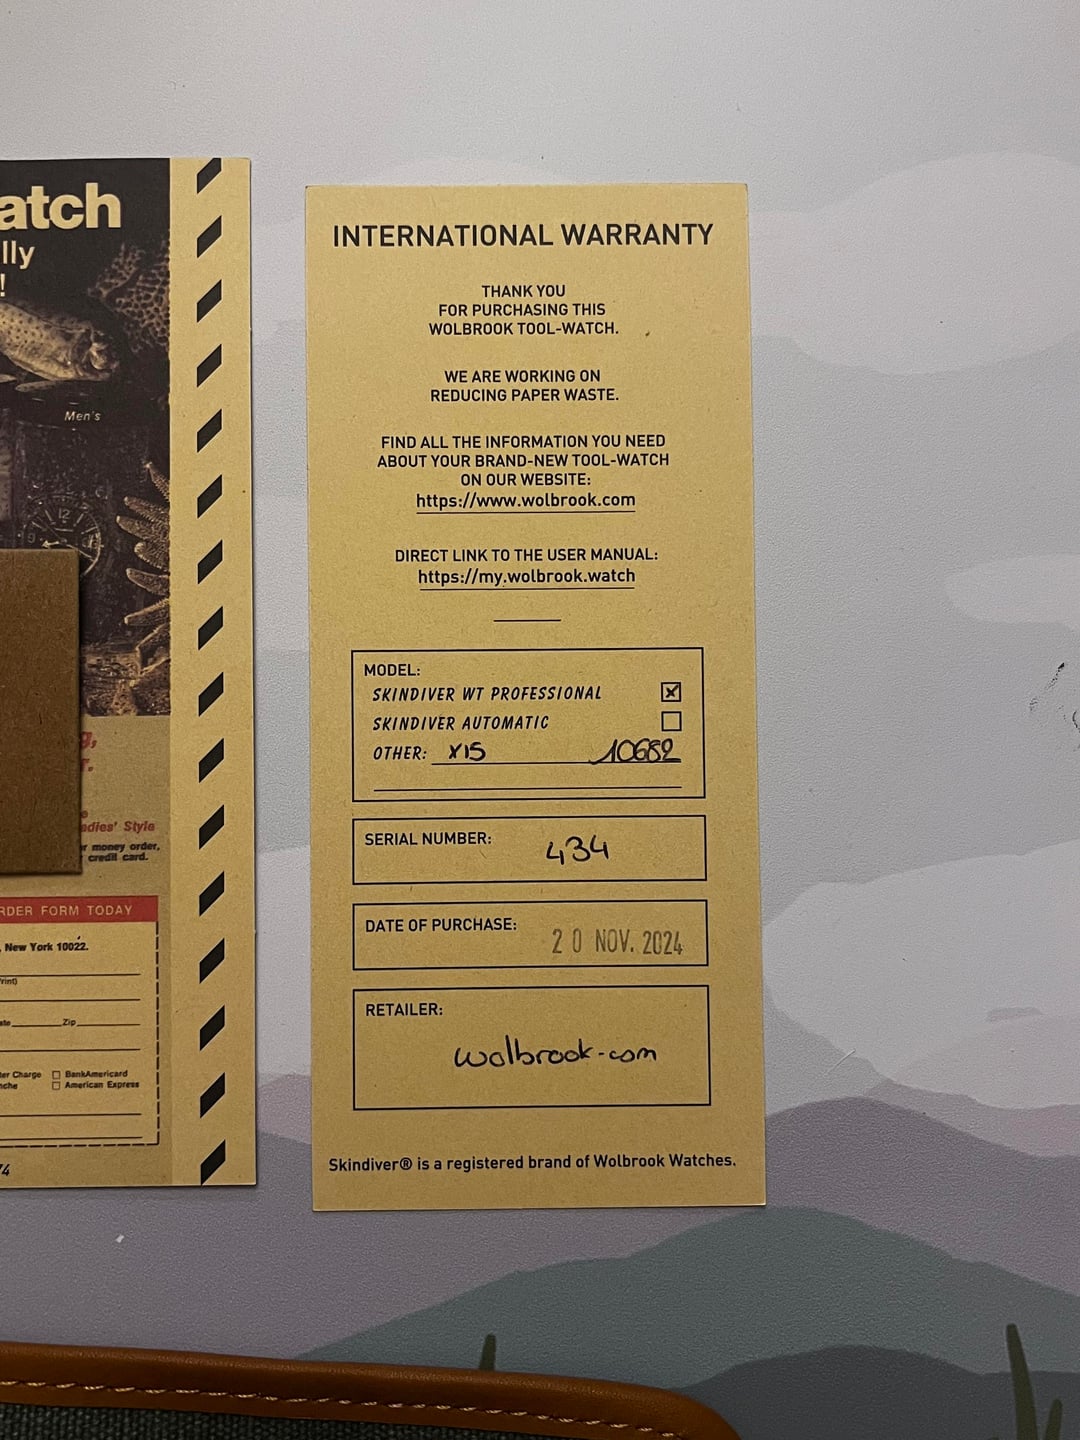 atch
lly
!
Men's
12
9
g,
r.
e
adies' Style
r money order,
credit card.
RDER FORM TODAY
, New York 10022.
rint)
ate Zip
ter Charge BankAmericard
nche American Express
74
INTERNATIONAL WARRANTY
THANK YOU
FOR PURCHASING THIS
WOLBROOK TOOL-WATCH.
WE ARE WORKING ON
REDUCING PAPER WASTE.
FIND ALL THE INFORMATION YOU NEED
ABOUT YOUR BRAND-NEW TOOL-WATCH
ON OUR WEBSITE:
https://www.wolbrook.com
DIRECT LINK TO THE USER MANUAL:
https://my.wolbrook.watch
MODEL:
SKINDIVER WT PROFESSIONAL
SKINDIVER AUTOMATIC
OTHER: X15 10682
SERIAL NUMBER: 434
DATE OF PURCHASE: 20 NOV. 2024
RETAILER:
wolbrook-com
Skindiver® is a registered brand of Wolbrook Watches.